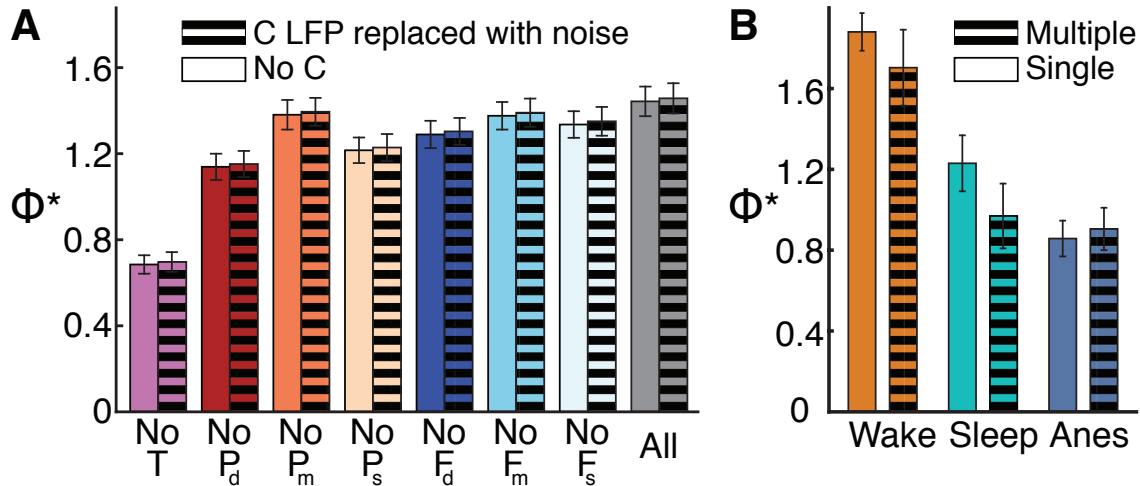 A
C LFP replaced with noise
No C
1.6
1.2
0.8
0.4
0
Φ*
No T
No Pd
No Pm
No Ps
No Fd
No Fm
No Fs
All
B
Multiple
Single
1.6
1.2
0.8
0.4
0
Φ*
Wake Sleep Anes